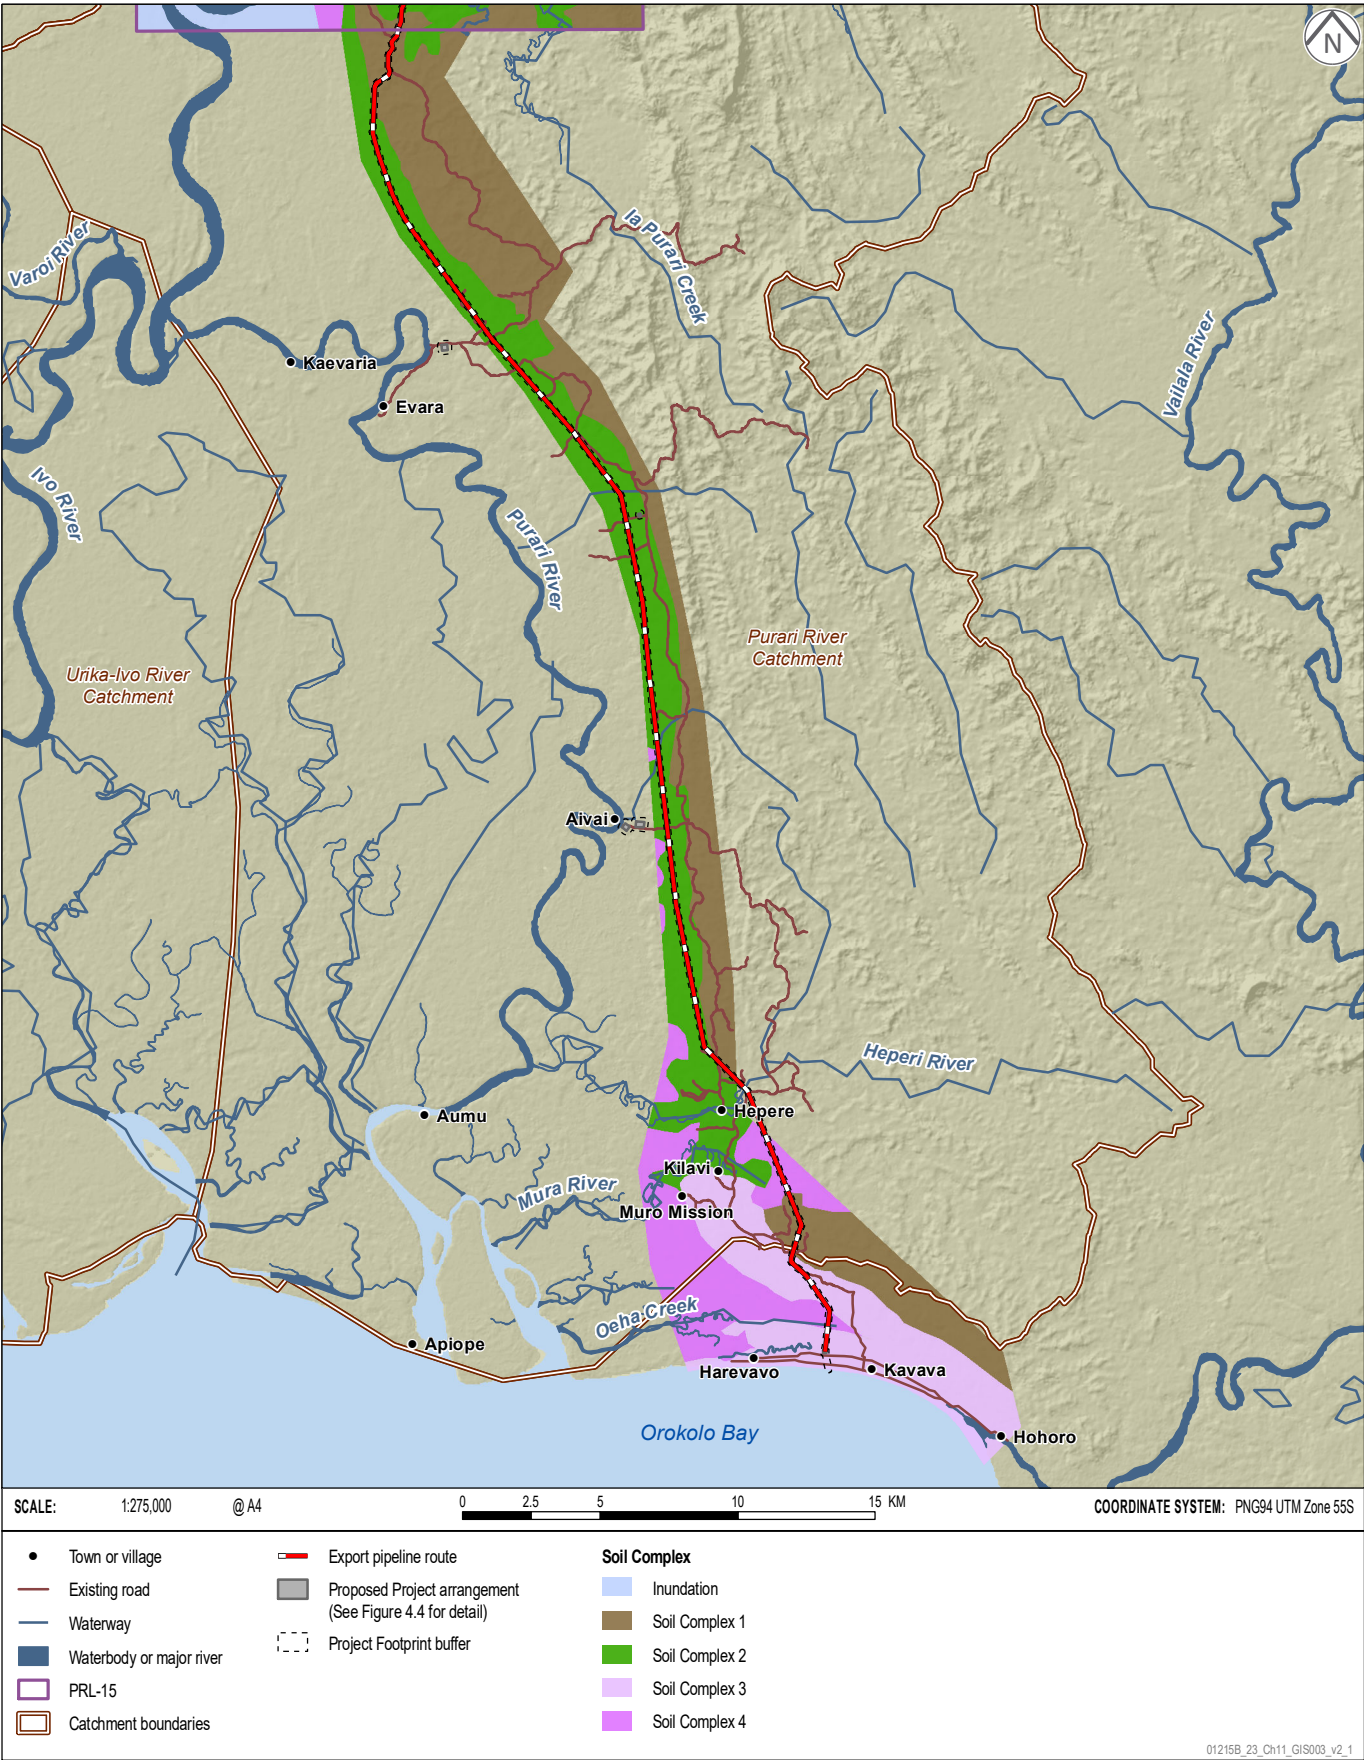 N
Varoi River
Ia Purari Creek
Vailala River
Kaevaria
Evara
Ivo River
Purari River
Urika-Ivo River
Catchment
Purari River
Catchment
Aivai
Heperi River
Aumu
Hepere
Kilavi
Mura River
Muro Mission
Oeha Creek
Apiope
Harevavo
Kavava
Orokolo Bay
Hohoro
SCALE: 1:275,000 @ A4
0 2.5 5 10 15 KM
COORDINATE SYSTEM: PNG94 UTM Zone 55S
Town or village
Existing road
Waterway
Waterbody or major river
PRL-15
Catchment boundaries
Export pipeline route
Proposed Project arrangement
(See Figure 4.4 for detail)
Project Footprint buffer
Soil Complex
Inundation
Soil Complex 1
Soil Complex 2
Soil Complex 3
Soil Complex 4
01215B_23_Ch11_GIS003_v2_1